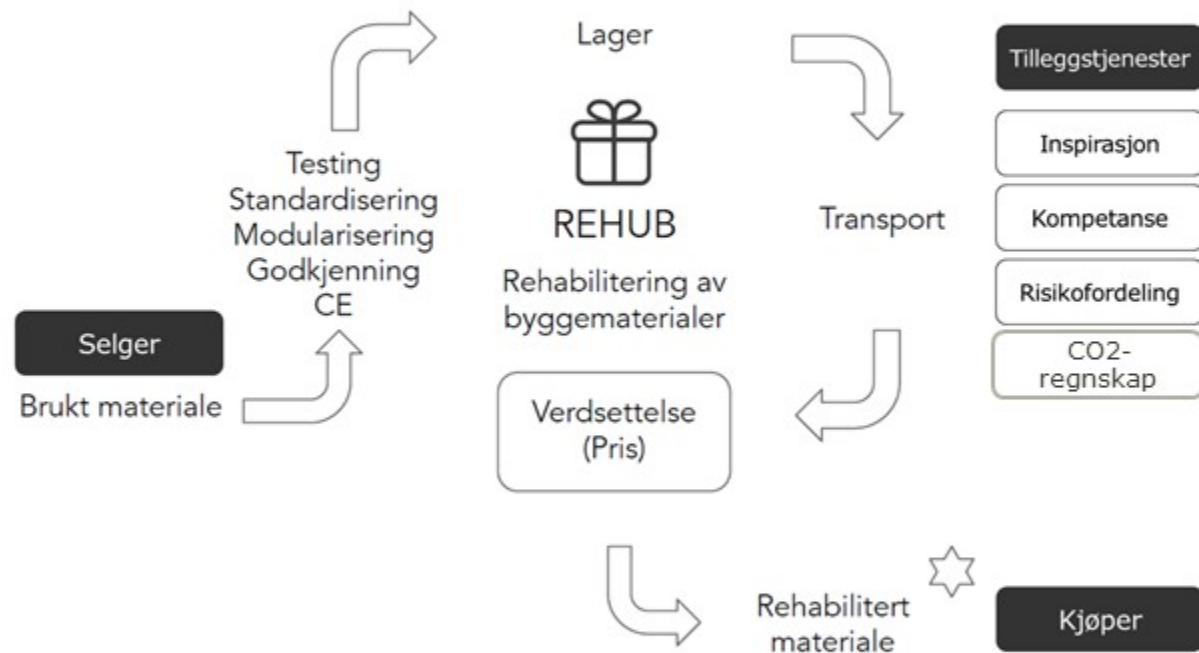 Lager
Tilleggstjenester
Inspirasjon
Testing
Standardisering
Modularisering
Godkjenning
CE
REHUB
Transport
Kompetanse
Rehabilitering av
byggematerialer
Risikofordeling
Selger
CO2-
regnskap
Brukt materiale
Verdsettelse
(Pris)
Rehabilitert
materiale
Kjøper